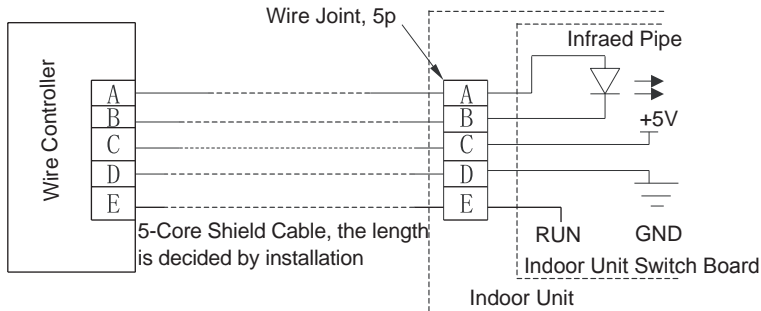 Wire Joint, 5p
Infraed Pipe
Wire Controller
A
B
C
D
E
A
B
C
D
E
+5V
5-Core Shield Cable, the length
is decided by installation
RUN
GND
Indoor Unit Switch Board
Indoor Unit